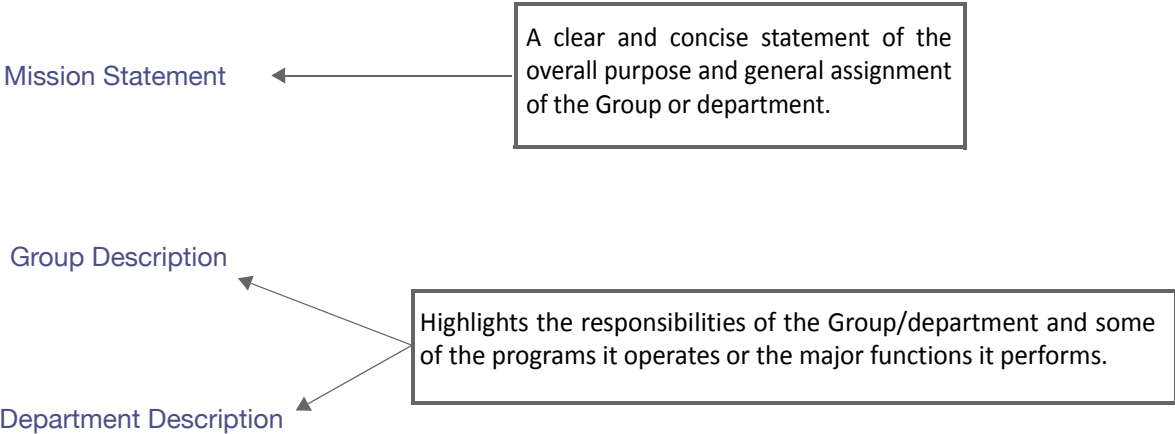 A clear and concise statement of the
overall purpose and general assignment
of the Group or department.
Mission Statement
Group Description
Highlights the responsibilities of the Group/department and some
of the programs it operates or the major functions it performs.
Department Description